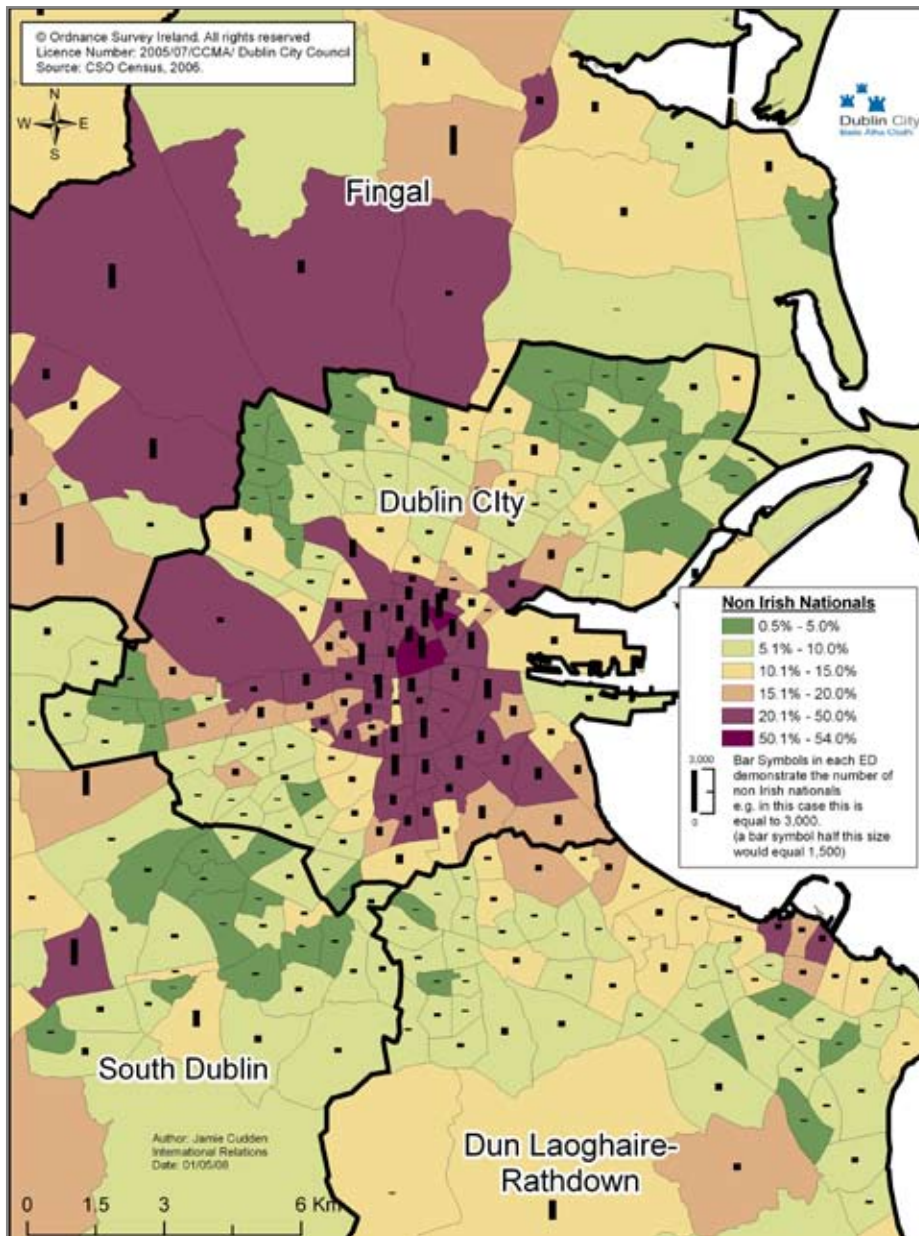 © Ordnance Survey Ireland. All rights reserved
Licence Number: 2005/07/CCMA/ Dublin City Council
Source: CSO Census, 2006.
N
W E
S
Dublin City
Baile Átha Cliath
Fingal
Dublin CIty
Non Irish Nationals
0.5% - 5.0%
5.1% - 10.0%
10.1% - 15.0%
15.1% - 20.0%
20.1% - 50.0%
50.1% - 54.0%
3,000
0
Bar Symbols in each ED
demonstrate the number of
non Irish nationals
e.g. in this case this is
equal to 3,000.
(a bar symbol half this size
would equal 1,500)
South Dublin
Dun Laoghaire-
Rathdown
Author: Jamie Cudden
International Relations
Date: 01/05/08
0 1.5 3 6 Km